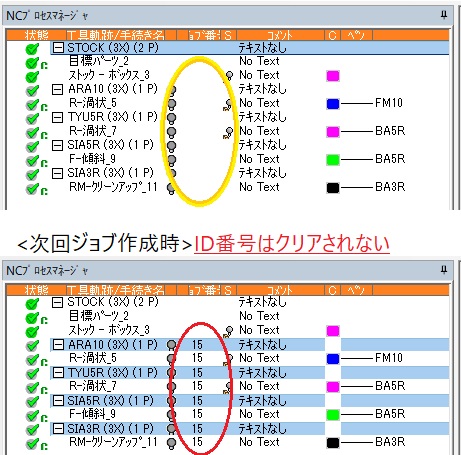 NCプロセスマネージャ
状態 工具軌跡/手続き名 ョブ番号 S コメント C ペン
STOCK (3X) (2 P) テキストなし
目標パーツ_2 No Text
ストック - ボックス_3 No Text
ARA10 (3X) (1 P) テキストなし
R-渦状_5 No Text FM10
TYU5R (3X) (1 P) テキストなし
R-渦状_7 No Text BA5R
SIA5R (3X) (1 P) テキストなし
F-傾斜_9 No Text BA5R
SIA3R (3X) (1 P) テキストなし
RM-クリーンアップ_11 No Text BA3R
<次回ジョブ作成時>ID番号はクリアされない
NCプロセスマネージャ
状態 工具軌跡/手続き名 ョブ番号 S コメント C ペン
STOCK (3X) (2 P) テキストなし
目標パーツ_2 No Text
ストック - ボックス_3 No Text
ARA10 (3X) (1 P) 15 テキストなし
R-渦状_5 15 No Text FM10
TYU5R (3X) (1 P) 15 テキストなし
R-渦状_7 15 No Text BA5R
SIA5R (3X) (1 P) 15 テキストなし
F-傾斜_9 15 No Text BA5R
SIA3R (3X) (1 P) 15 テキストなし
RM-クリーンアップ_11 15 No Text BA3R